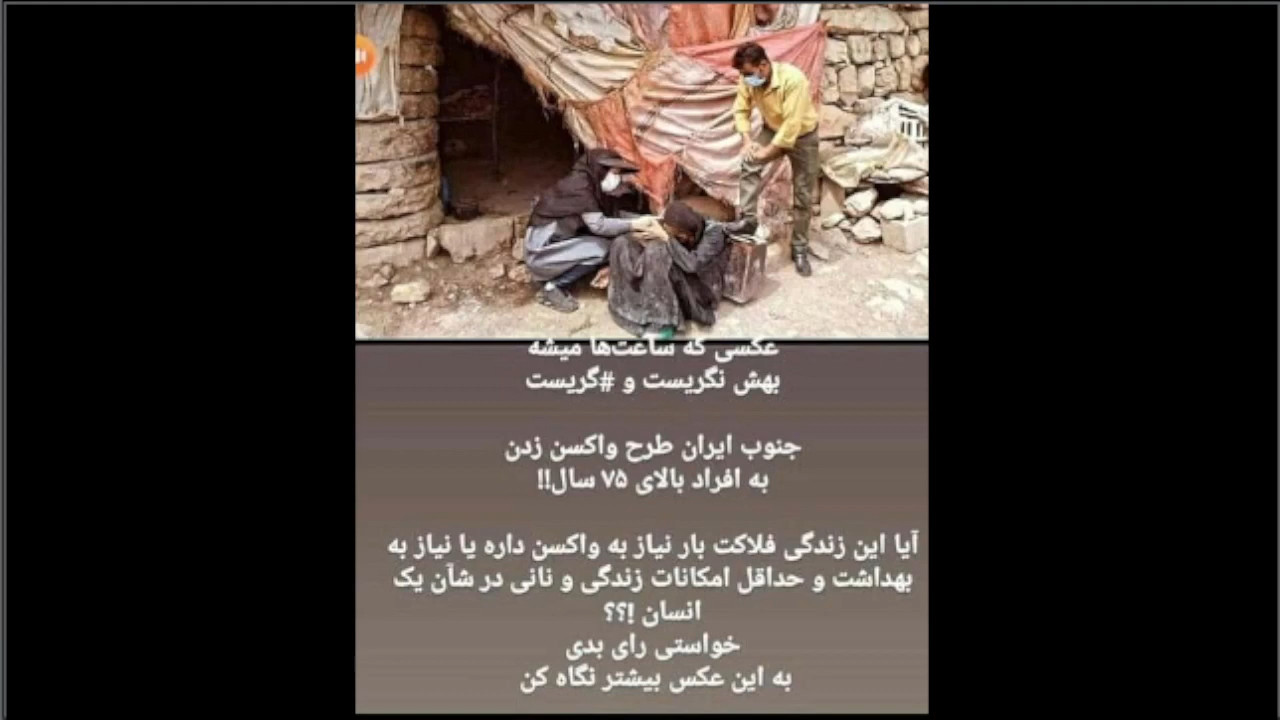 عکسی که ساعت‌ها میشه
بهش نگریست و #گریست
جنوب ایران طرح واکسن زدن
به افراد بالای ۷۵ سال!!
آیا این زندگی فلاکت بار نیاز به واکسن داره یا نیاز به
بهداشت و حداقل امکانات زندگی و نانی در شآن یک
انسان !؟؟
خواستی رای بدی
به این عکس بیشتر نگاه کن